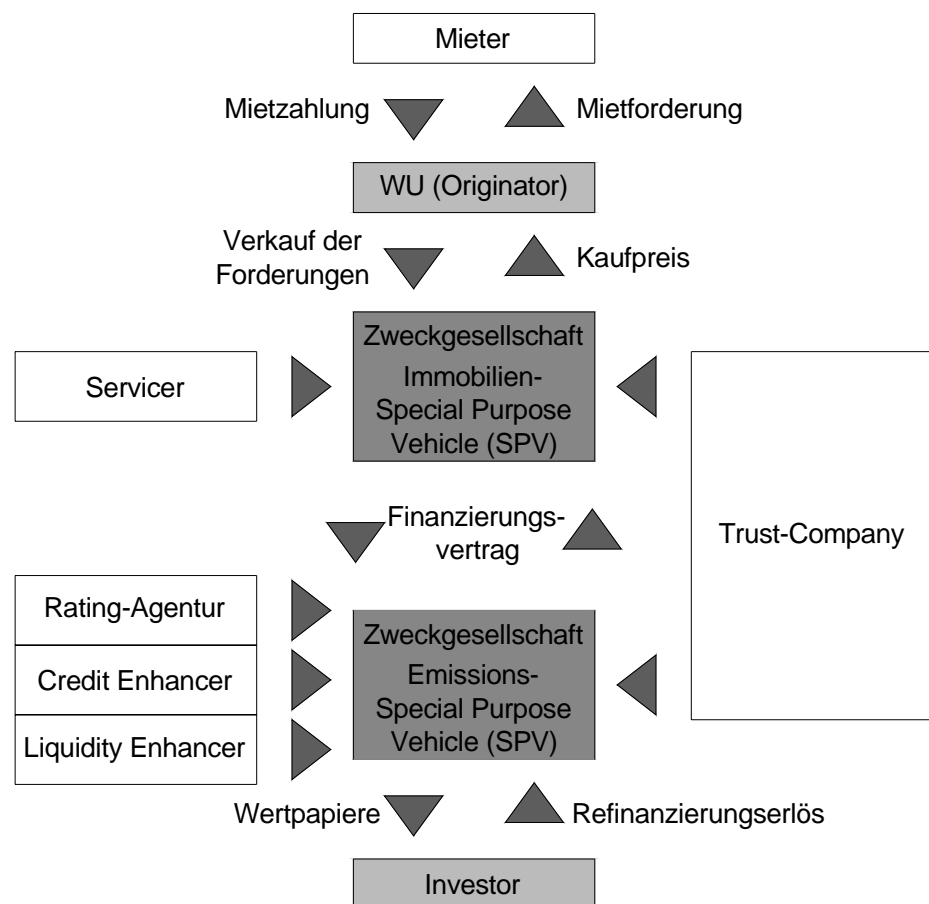 Mieter
Mietzahlung
Mietforderung
WU (Originator)
Verkauf der
Forderungen
Kaufpreis
Zweckgesellschaft
Immobilien-
Special Purpose
Vehicle (SPV)
Servicer
Trust-Company
Finanzierungs-
vertrag
Rating-Agentur
Credit Enhancer
Liquidity Enhancer
Zweckgesellschaft
Emissions-
Special Purpose
Vehicle (SPV)
Wertpapiere
Refinanzierungserlös
Investor